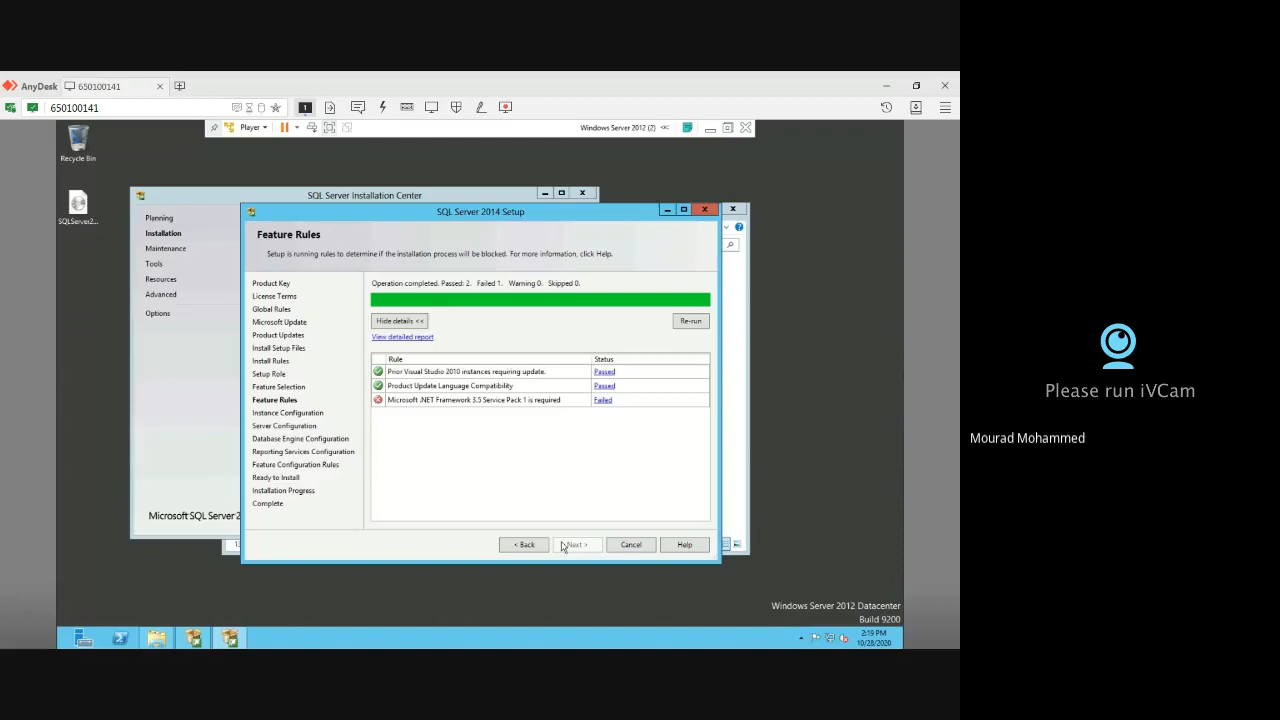 AnyDesk
650100141
650100141
1
Player
Windows Server 2012 (2)
Recycle Bin
SQLServer2...
SQL Server Installation Center
Planning
Installation
Maintenance
Tools
Resources
Advanced
Options
Microsoft SQL Server 2
SQL Server 2014 Setup
Feature Rules
Setup is running rules to determine if the installation process will be blocked. For more information, click Help.
Product Key
License Terms
Global Rules
Microsoft Update
Product Updates
Install Setup Files
Install Rules
Setup Role
Feature Selection
Feature Rules
Instance Configuration
Server Configuration
Database Engine Configuration
Reporting Services Configuration
Feature Configuration Rules
Ready to Install
Installation Progress
Complete
Operation completed. Passed: 2. Failed 1. Warning 0. Skipped 0.
Hide details <<
Re-run
View detailed report
Rule Status
Prior Visual Studio 2010 instances requiring update. Passed
Product Update Language Compatibility Passed
Microsoft .NET Framework 3.5 Service Pack 1 is required Failed
< Back
Next >
Cancel
Help
Windows Server 2012 Datacenter
Build 9200
2:19 PM
10/28/2020
Please run iVCam
Mourad Mohammed